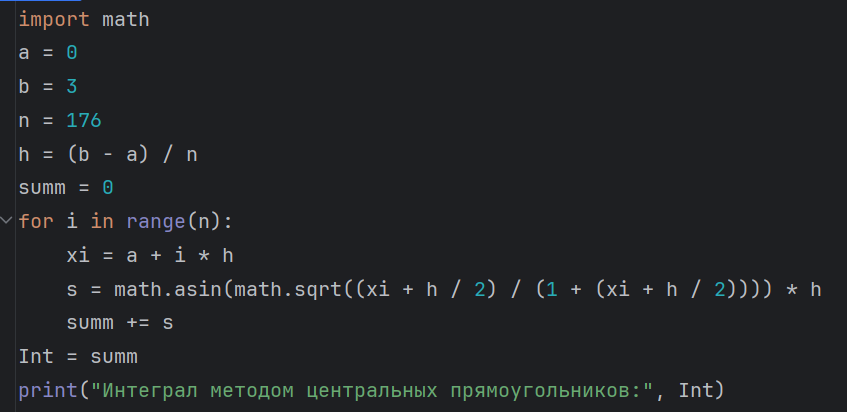 import math
a = 0
b = 3
n = 176
h = (b - a) / n
summ = 0
for i in range(n):
    xi = a + i * h
    s = math.asin(math.sqrt((xi + h / 2) / (1 + (xi + h / 2)))) * h
    summ += s
Int = summ
print("Интеграл методом центральных прямоугольников:", Int)